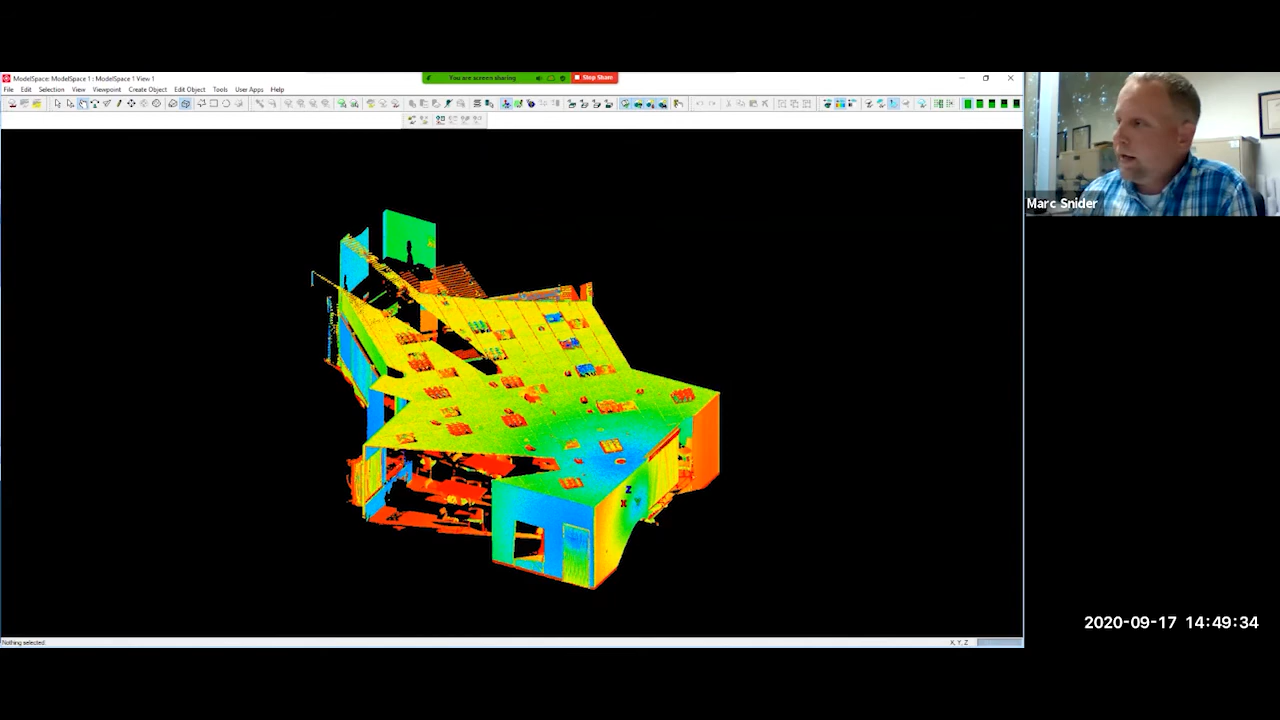 ModelSpace: ModelSpace 1 : ModelSpace 1 View 1
You are screen sharing
Stop Share
File Edit Selection View Viewpoint Create Object Edit Object Tools User Apps Help
Marc Snider
Z
X
Y
2020-09-17 14:49:34
Nothing selected.
X, Y, Z